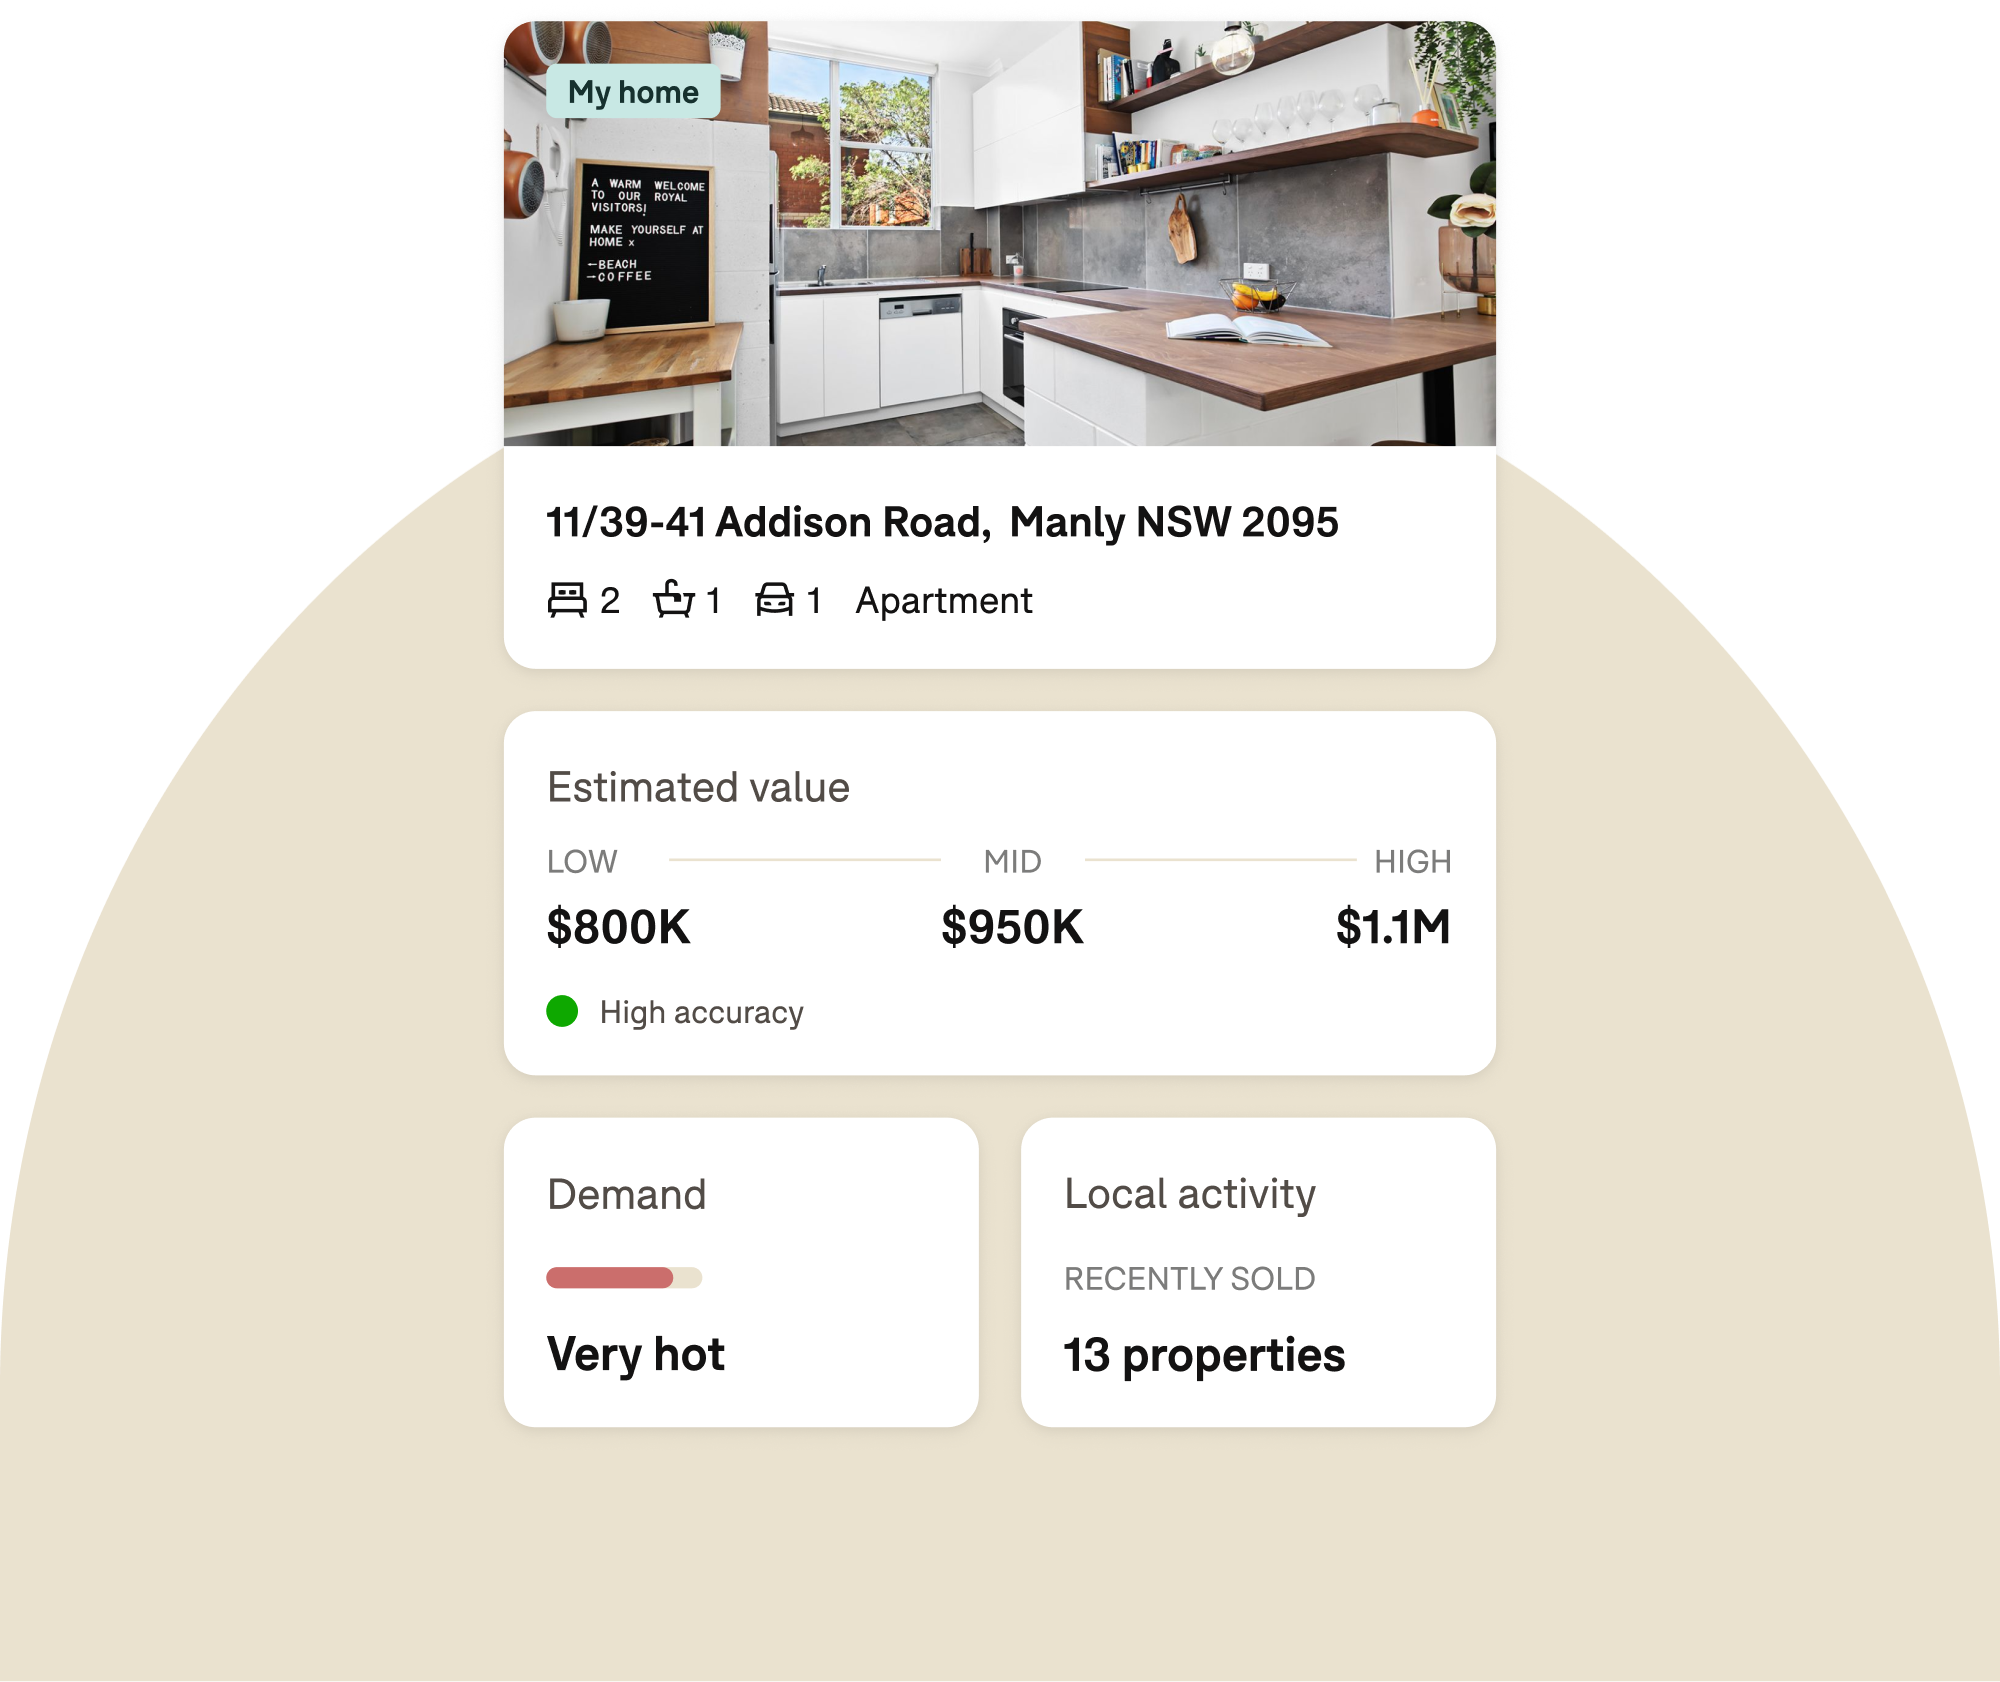 My home
A WARM WELCOME
TO OUR ROYAL
VISITORS!
MAKE YOURSELF AT
HOME x
←BEACH
→COFFEE
11/39-41 Addison Road, Manly NSW 2095
2 1 1 Apartment
Estimated value
LOW MID HIGH
$800K $950K $1.1M
High accuracy
Demand
Very hot
Local activity
RECENTLY SOLD
13 properties